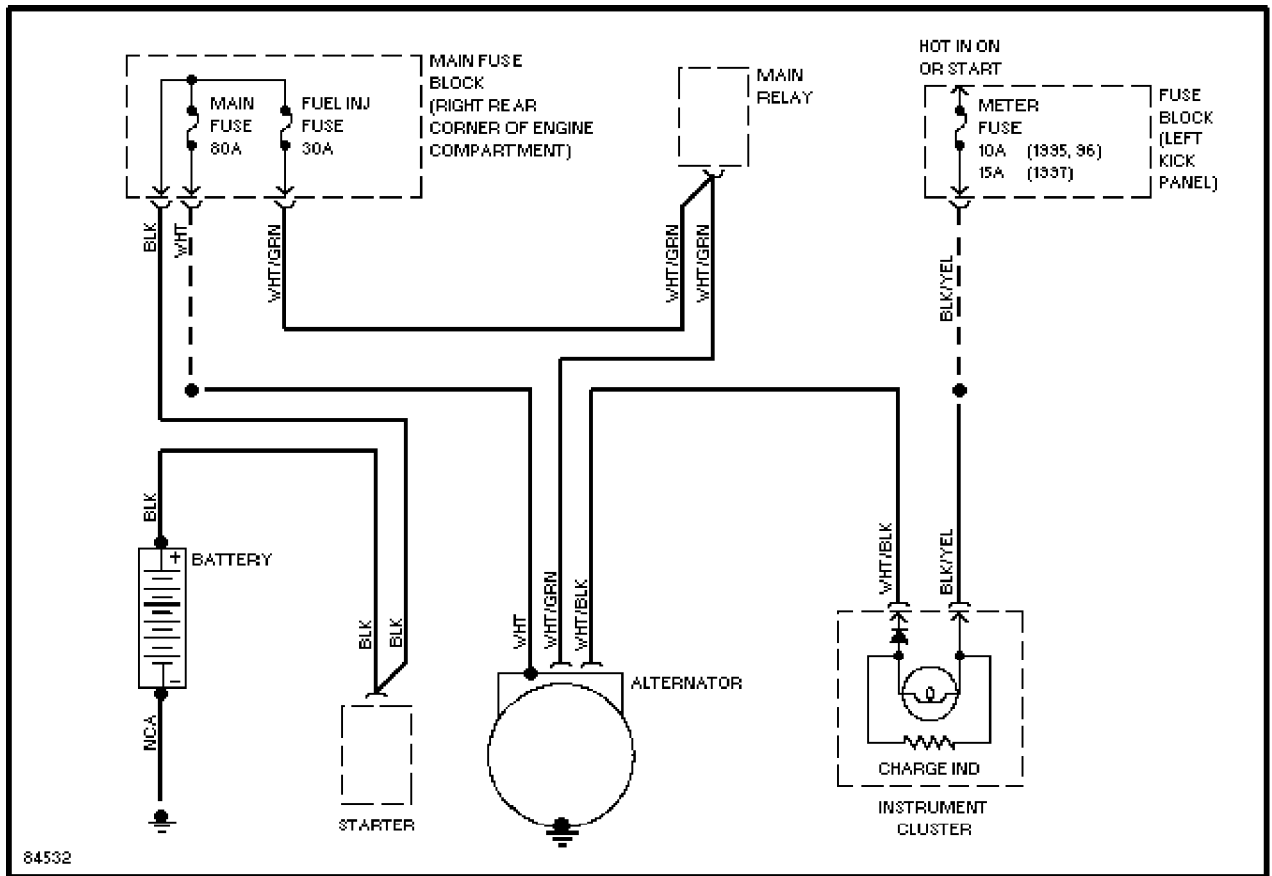 HOT IN ON
OR START
MAIN FUSE
BLOCK
(RIGHT REAR
CORNER OF ENGINE
COMPARTMENT)
MAIN
FUSE
80A
FUEL INJ
FUSE
30A
MAIN
RELAY
METER
FUSE
10A (1995, 96)
15A (1997)
FUSE
BLOCK
(LEFT
KICK
PANEL)
BLK
WHT
WHT/GRN
WHT/GRN
WHT/GRN
BLK/YEL
BLK
BATTERY
+
-
NCA
BLK
BLK
WHT
WHT/GRN
WHT/BLK
WHT/BLK
BLK/YEL
STARTER
ALTERNATOR
CHARGE IND
INSTRUMENT
CLUSTER
84532